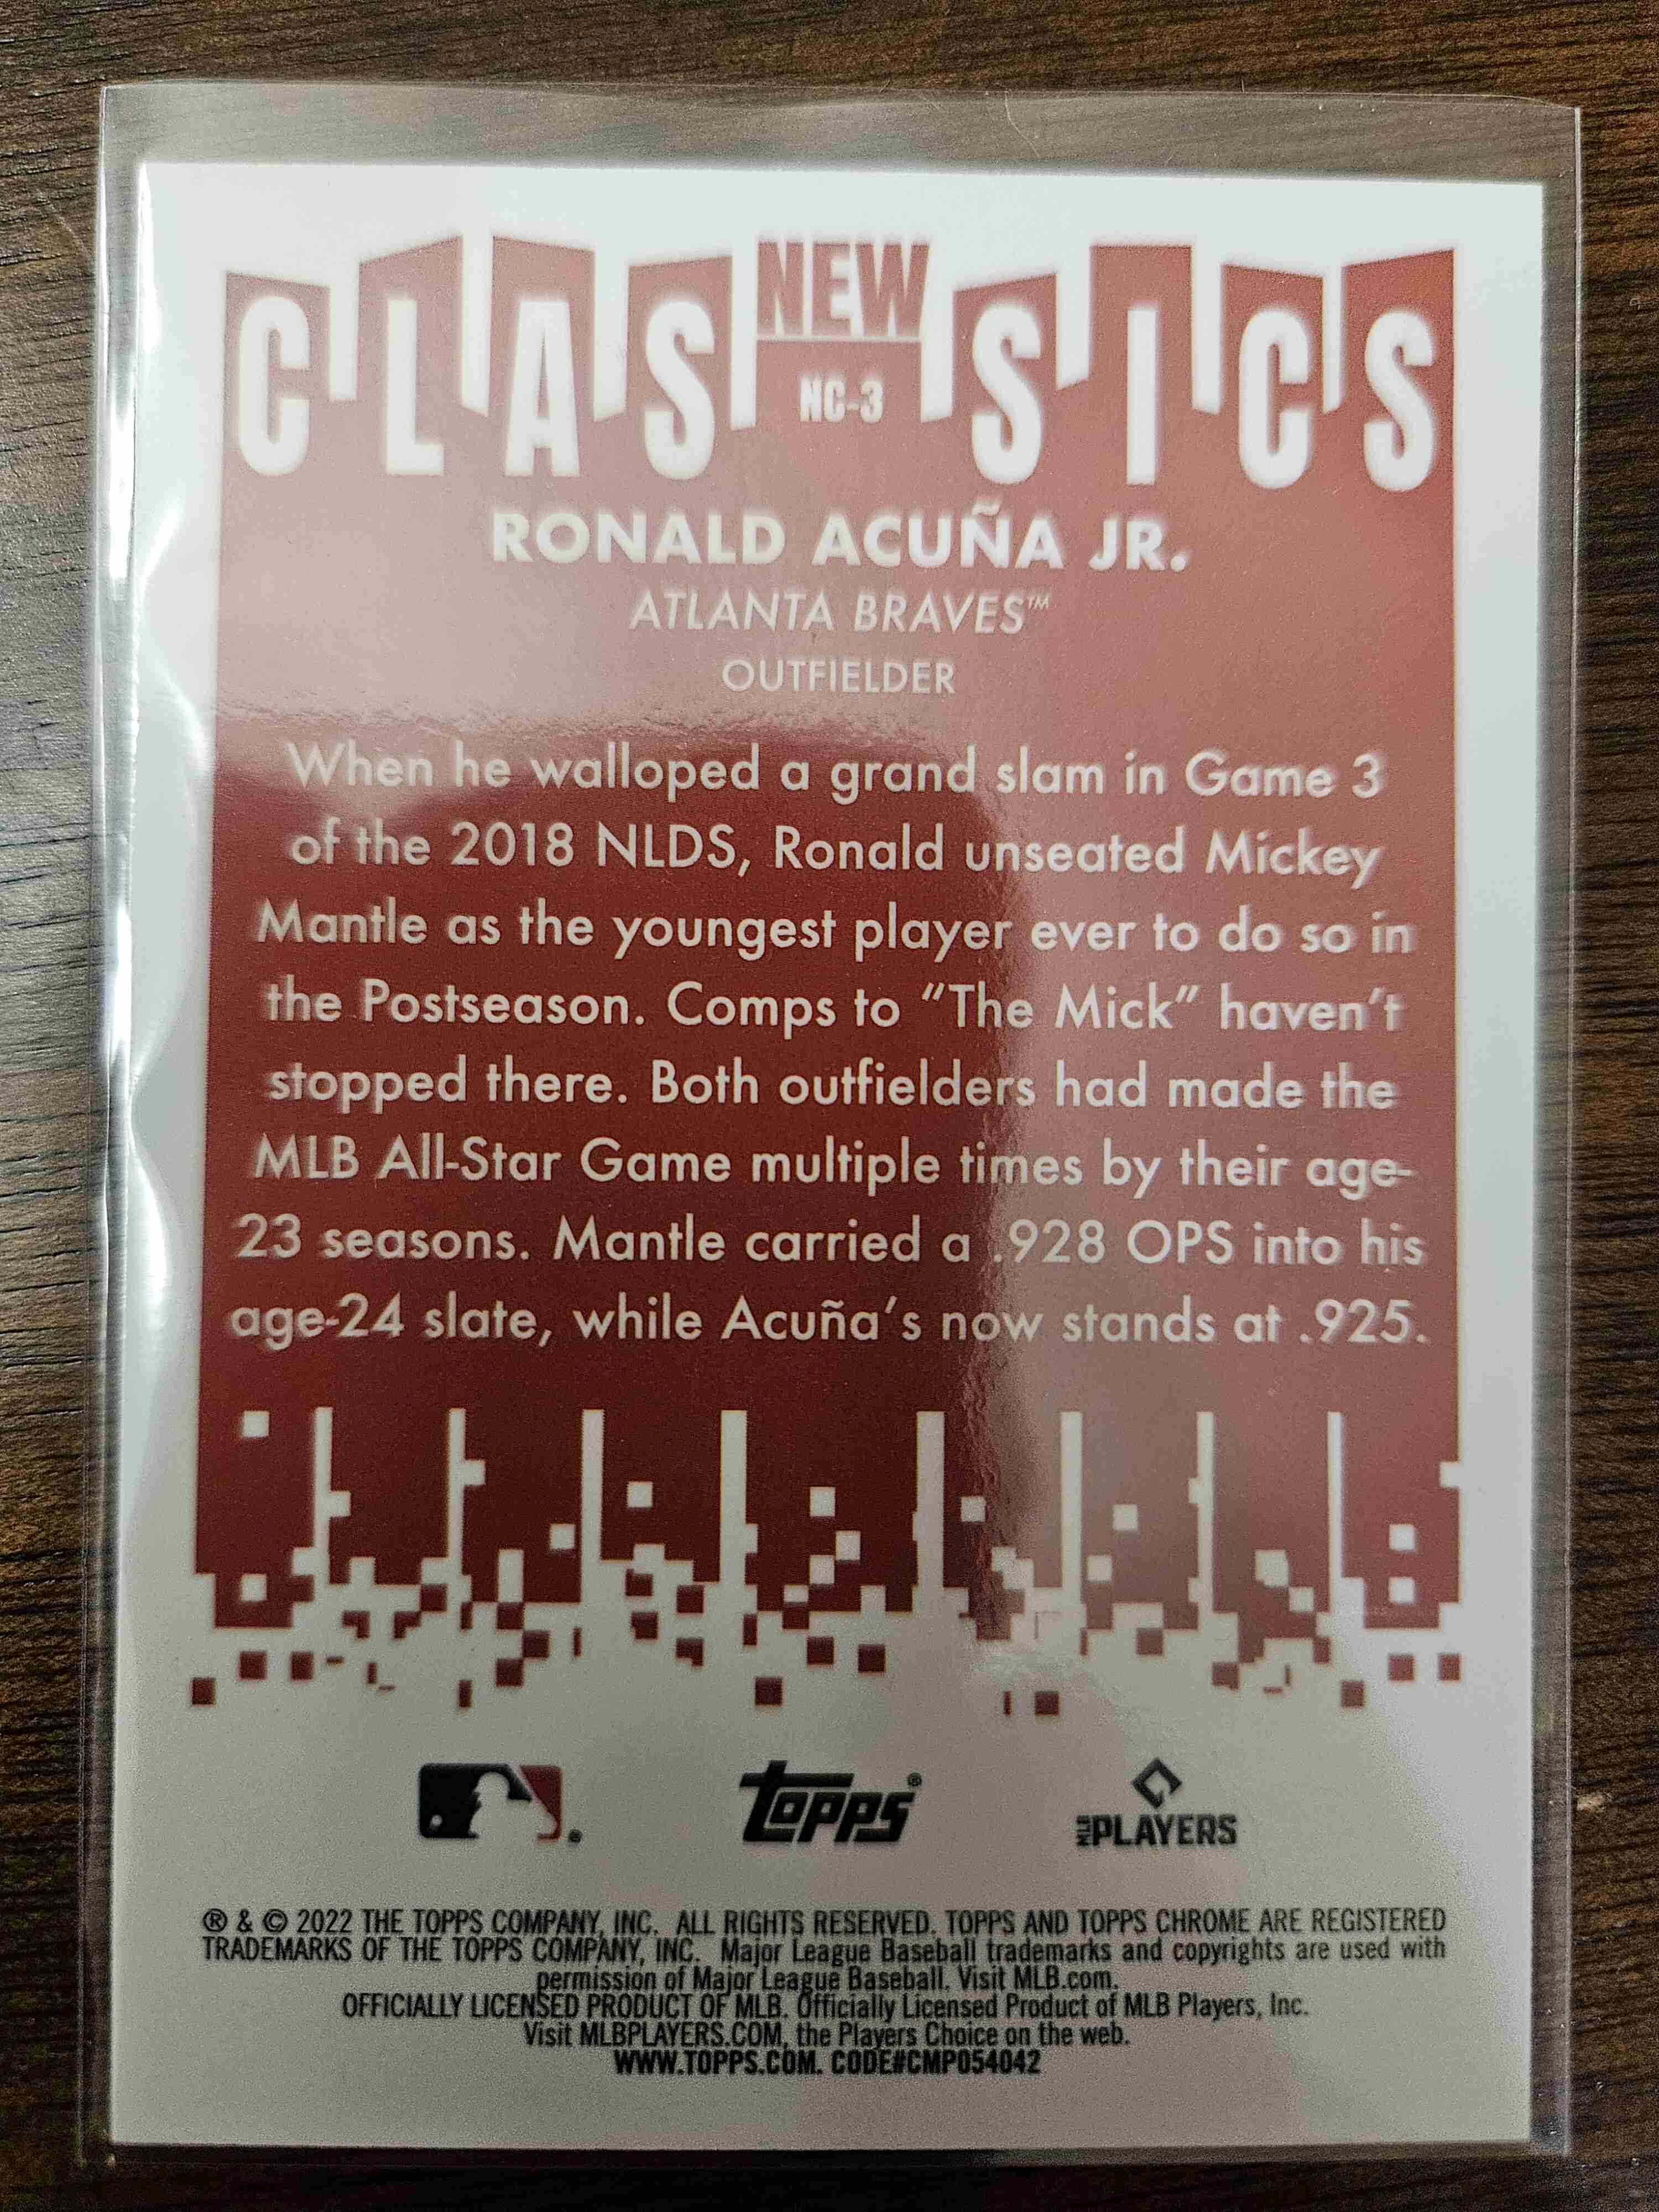 NEW
CLASSICS
NC-3
RONALD ACUÑA JR.
ATLANTA BRAVES™
OUTFIELDER
When he walloped a grand slam in Game 3
of the 2018 NLDS, Ronald unseated Mickey
Mantle as the youngest player ever to do so in
the Postseason. Comps to “The Mick” haven’t
stopped there. Both outfielders had made the
MLB All-Star Game multiple times by their age-
23 seasons. Mantle carried a .928 OPS into his
age-24 slate, while Acuña’s now stands at .925.
topps®
MLB PLAYERS
® & © 2022 THE TOPPS COMPANY, INC. ALL RIGHTS RESERVED. TOPPS AND TOPPS CHROME ARE REGISTERED
TRADEMARKS OF THE TOPPS COMPANY, INC. Major League Baseball trademarks and copyrights are used with
permission of Major League Baseball. Visit MLB.com.
OFFICIALLY LICENSED PRODUCT OF MLB. Officially Licensed Product of MLB Players, Inc.
Visit MLBPLAYERS.COM, the Players Choice on the web.
WWW.TOPPS.COM. CODE#CMP054042